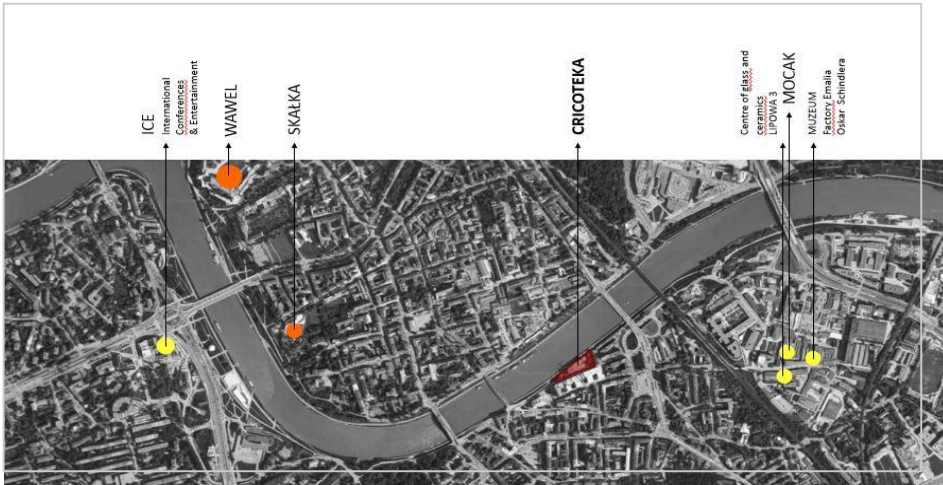 ICE
International
Conferences
& Entertainment
WAWEL
SKAŁKA
CRICOTEKA
Centre of glass and
ceramics
LIPOWA 3
MOCAK
MUZEUM
Factory Emalia
Oskar Schindlera